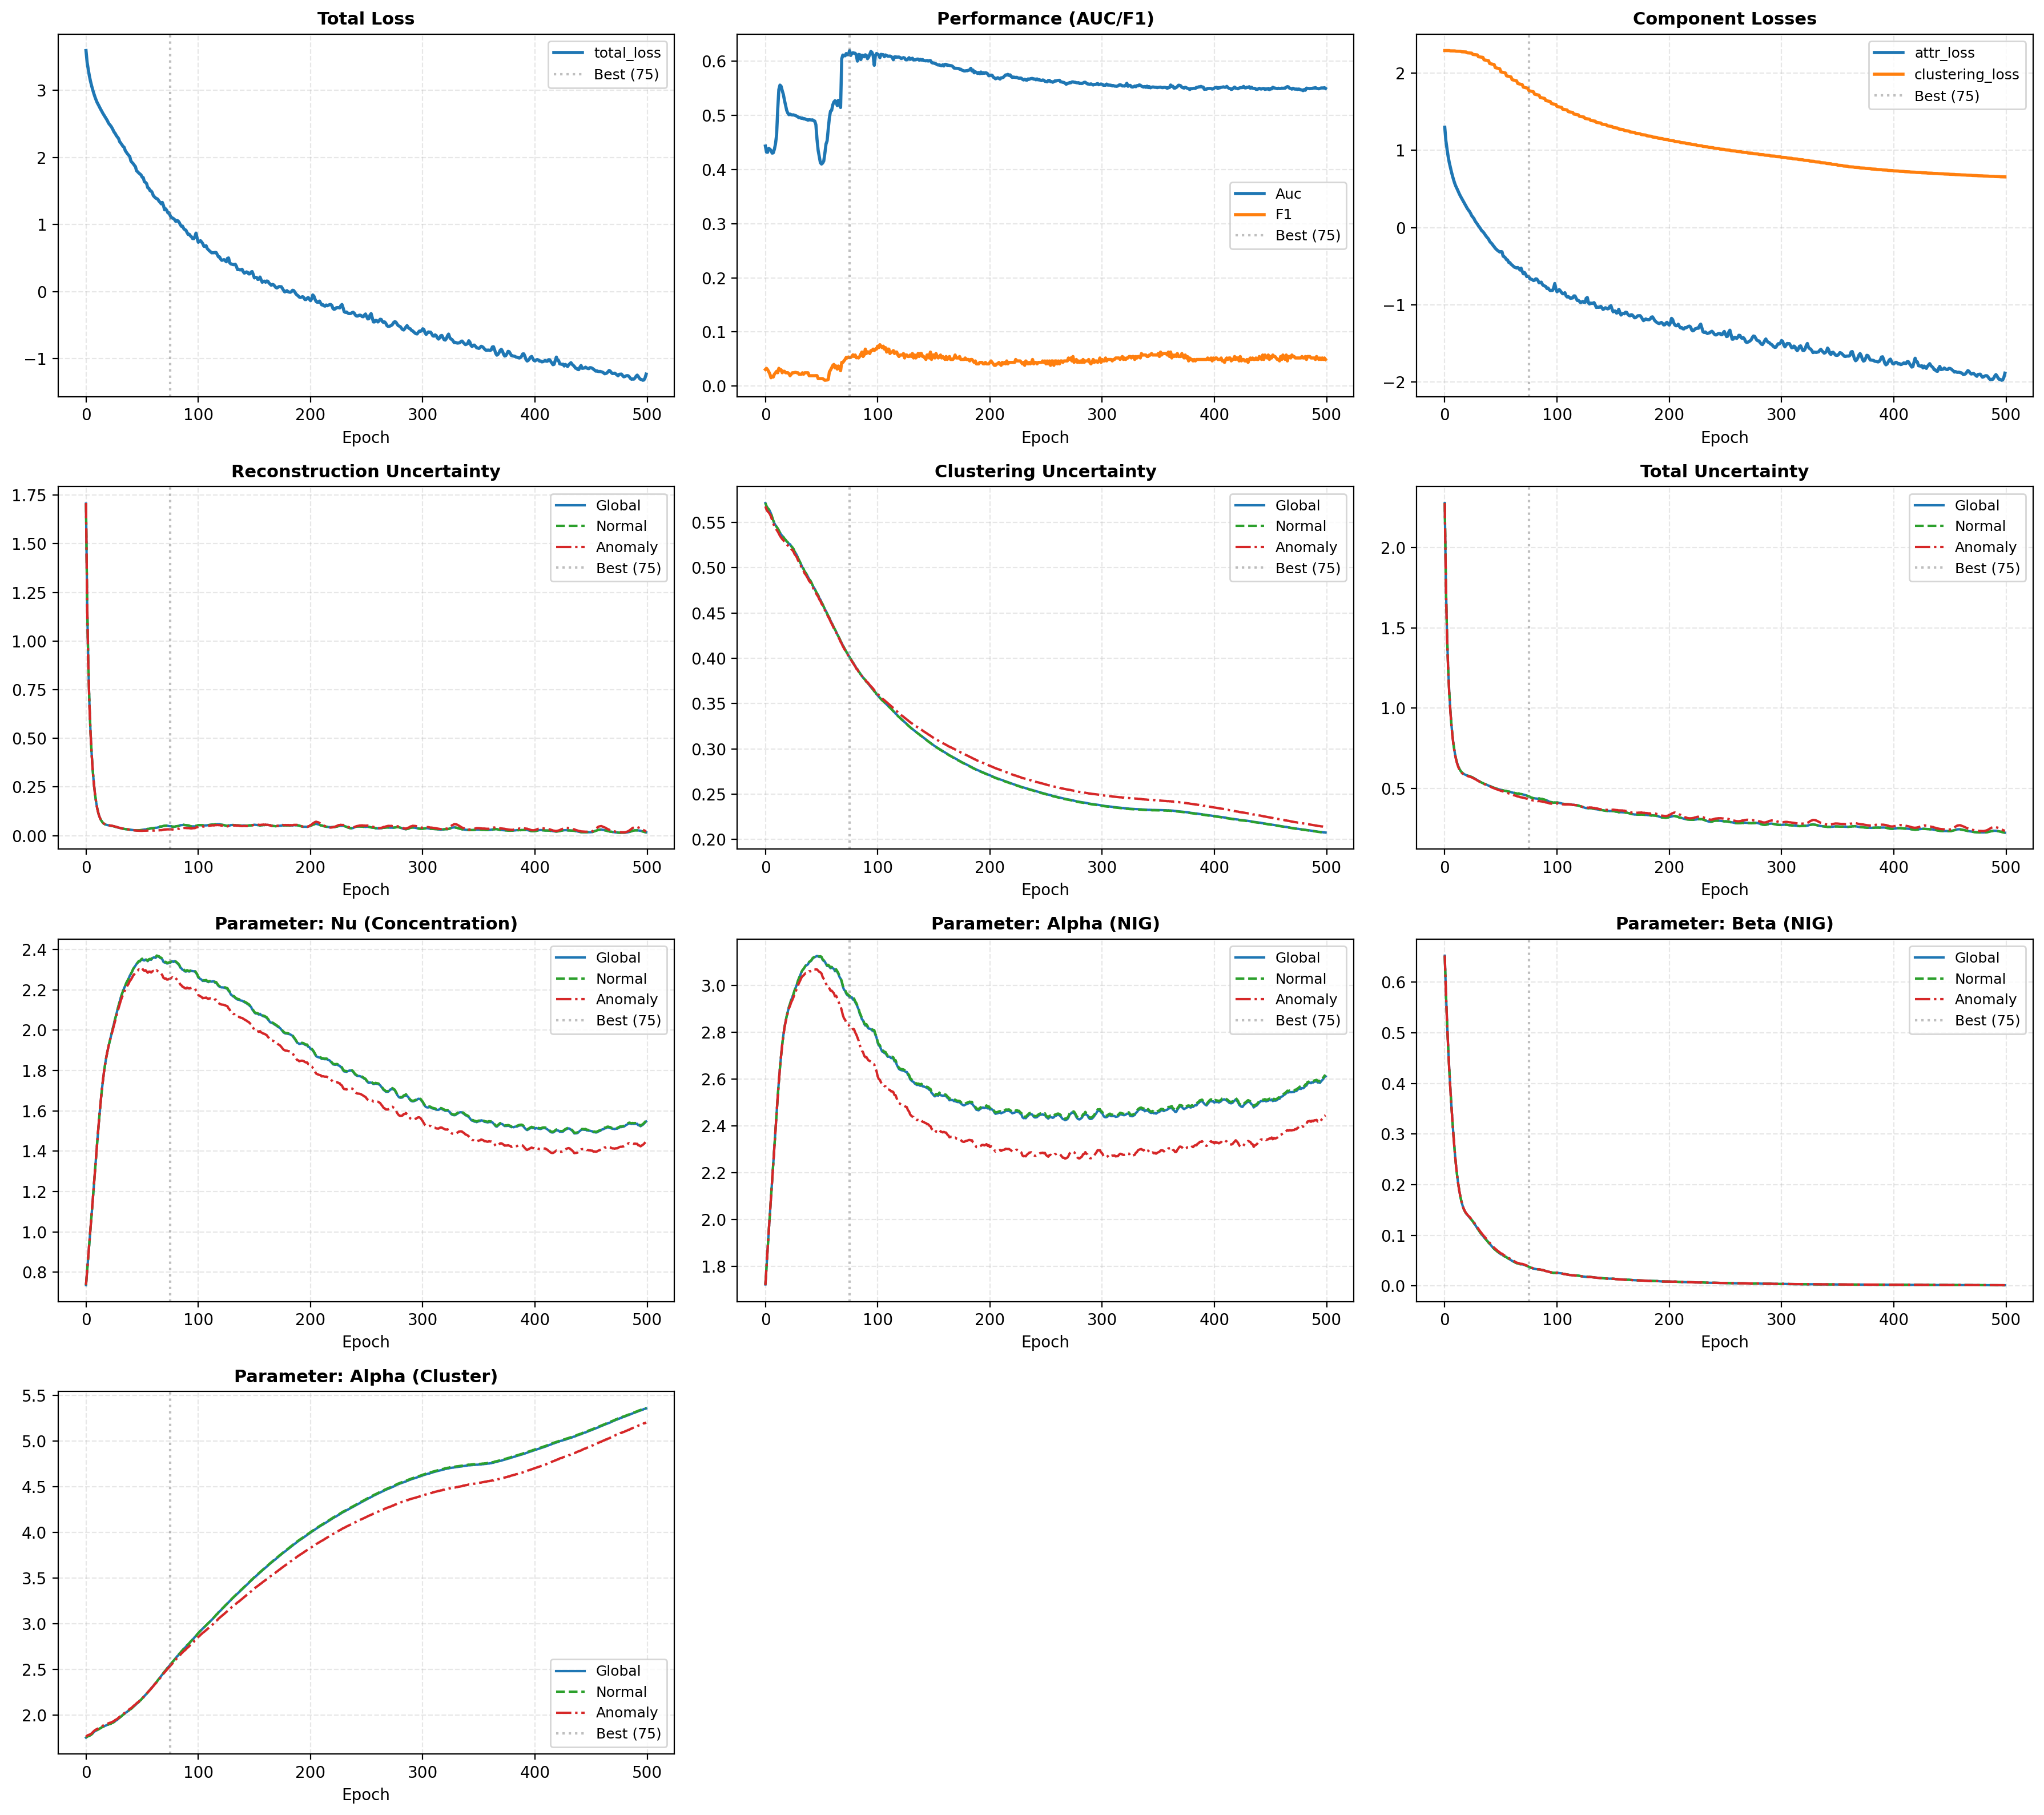 Total Loss
total_loss
Best (75)
3
2
1
0
−1
0 100 200 300 400 500
Epoch
Performance (AUC/F1)
Auc
F1
Best (75)
0.6
0.5
0.4
0.3
0.2
0.1
0.0
0 100 200 300 400 500
Epoch
Component Losses
attr_loss
clustering_loss
Best (75)
2
1
0
−1
−2
0 100 200 300 400 500
Epoch
Reconstruction Uncertainty
Global
Normal
Anomaly
Best (75)
1.75
1.50
1.25
1.00
0.75
0.50
0.25
0.00
0 100 200 300 400 500
Epoch
Clustering Uncertainty
Global
Normal
Anomaly
Best (75)
0.55
0.50
0.45
0.40
0.35
0.30
0.25
0.20
0 100 200 300 400 500
Epoch
Total Uncertainty
Global
Normal
Anomaly
Best (75)
2.0
1.5
1.0
0.5
0 100 200 300 400 500
Epoch
Parameter: Nu (Concentration)
Global
Normal
Anomaly
Best (75)
2.4
2.2
2.0
1.8
1.6
1.4
1.2
1.0
0.8
0 100 200 300 400 500
Epoch
Parameter: Alpha (NIG)
Global
Normal
Anomaly
Best (75)
3.0
2.8
2.6
2.4
2.2
2.0
1.8
0 100 200 300 400 500
Epoch
Parameter: Beta (NIG)
Global
Normal
Anomaly
Best (75)
0.6
0.5
0.4
0.3
0.2
0.1
0.0
0 100 200 300 400 500
Epoch
Parameter: Alpha (Cluster)
5.5
5.0
4.5
4.0
3.5
3.0
2.5
2.0
Global
Normal
Anomaly
Best (75)
0 100 200 300 400 500
Epoch